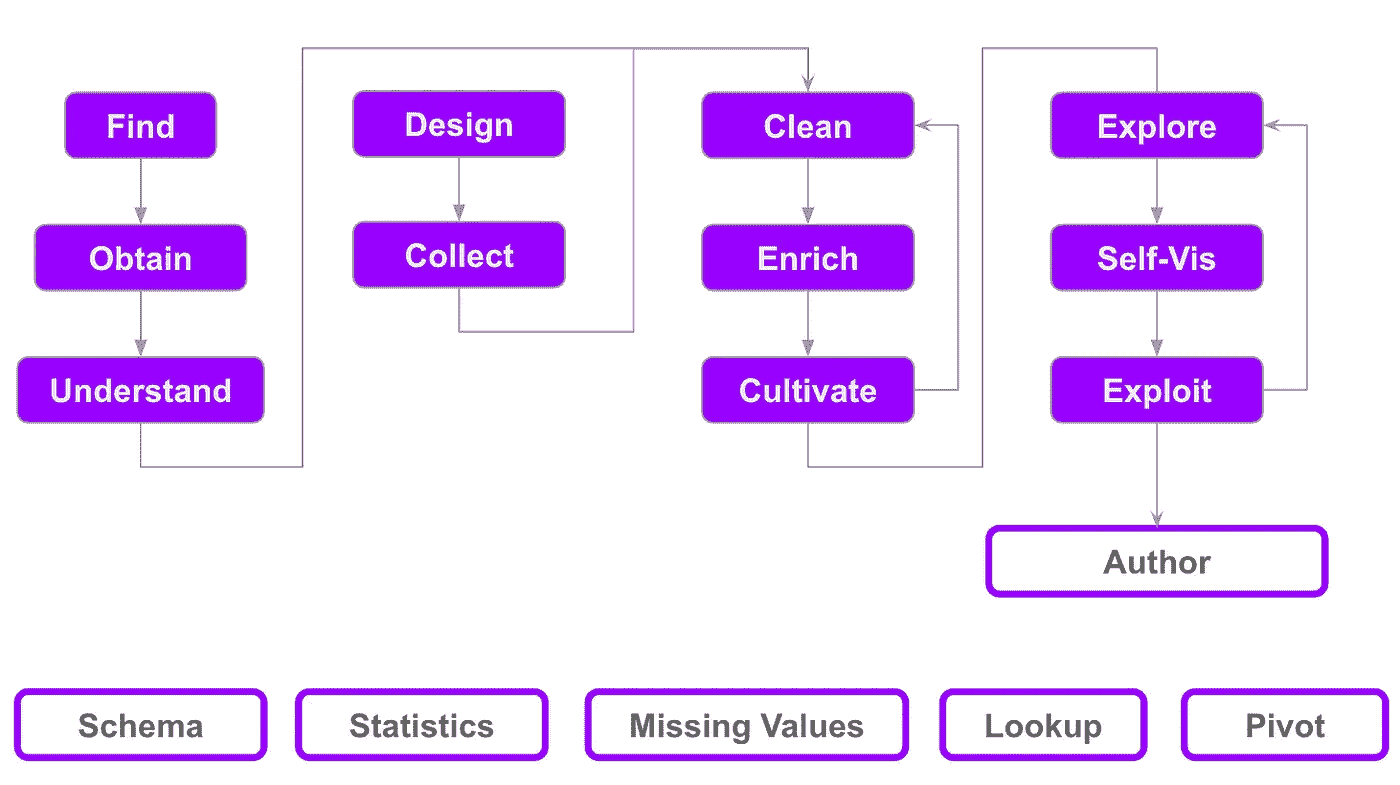 Find
Design
Clean
Explore
Obtain
Collect
Enrich
Self-Vis
Understand
Cultivate
Exploit
Author
Schema
Statistics
Missing Values
Lookup
Pivot